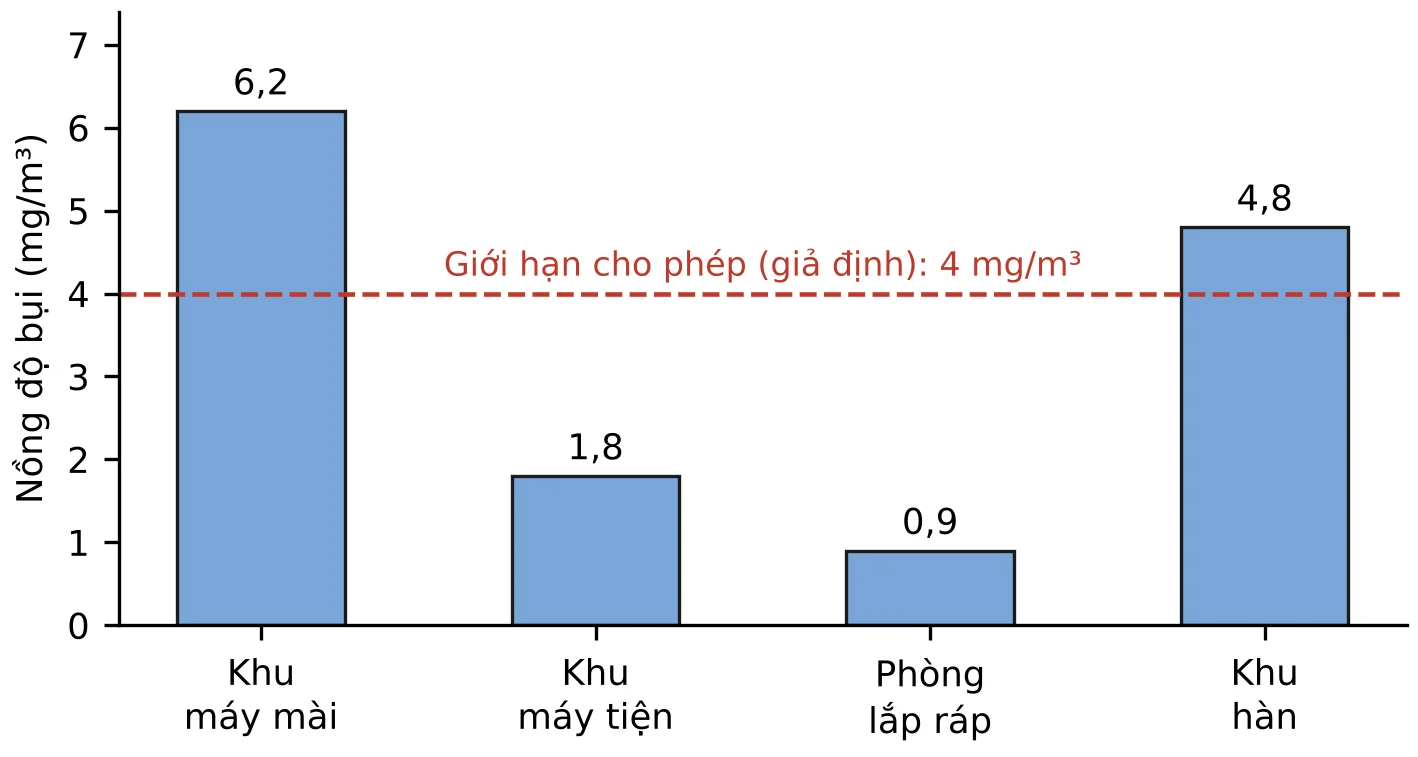 Nồng độ bụi (mg/m³)
7
6
5
4
3
2
1
0
6,2
1,8
0,9
4,8
Giới hạn cho phép (giả định): 4 mg/m³
Khu
máy mài
Khu
máy tiện
Phòng
lắp ráp
Khu
hàn